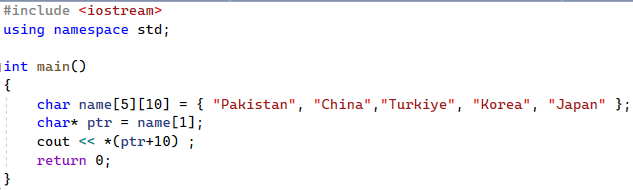 #include <iostream>
using namespace std;
int main()
{
char name[5][10] = { "Pakistan", "China","Turkiye", "Korea", "Japan" };
char* ptr = name[1];
cout << *(ptr+10) ;
return 0;
}